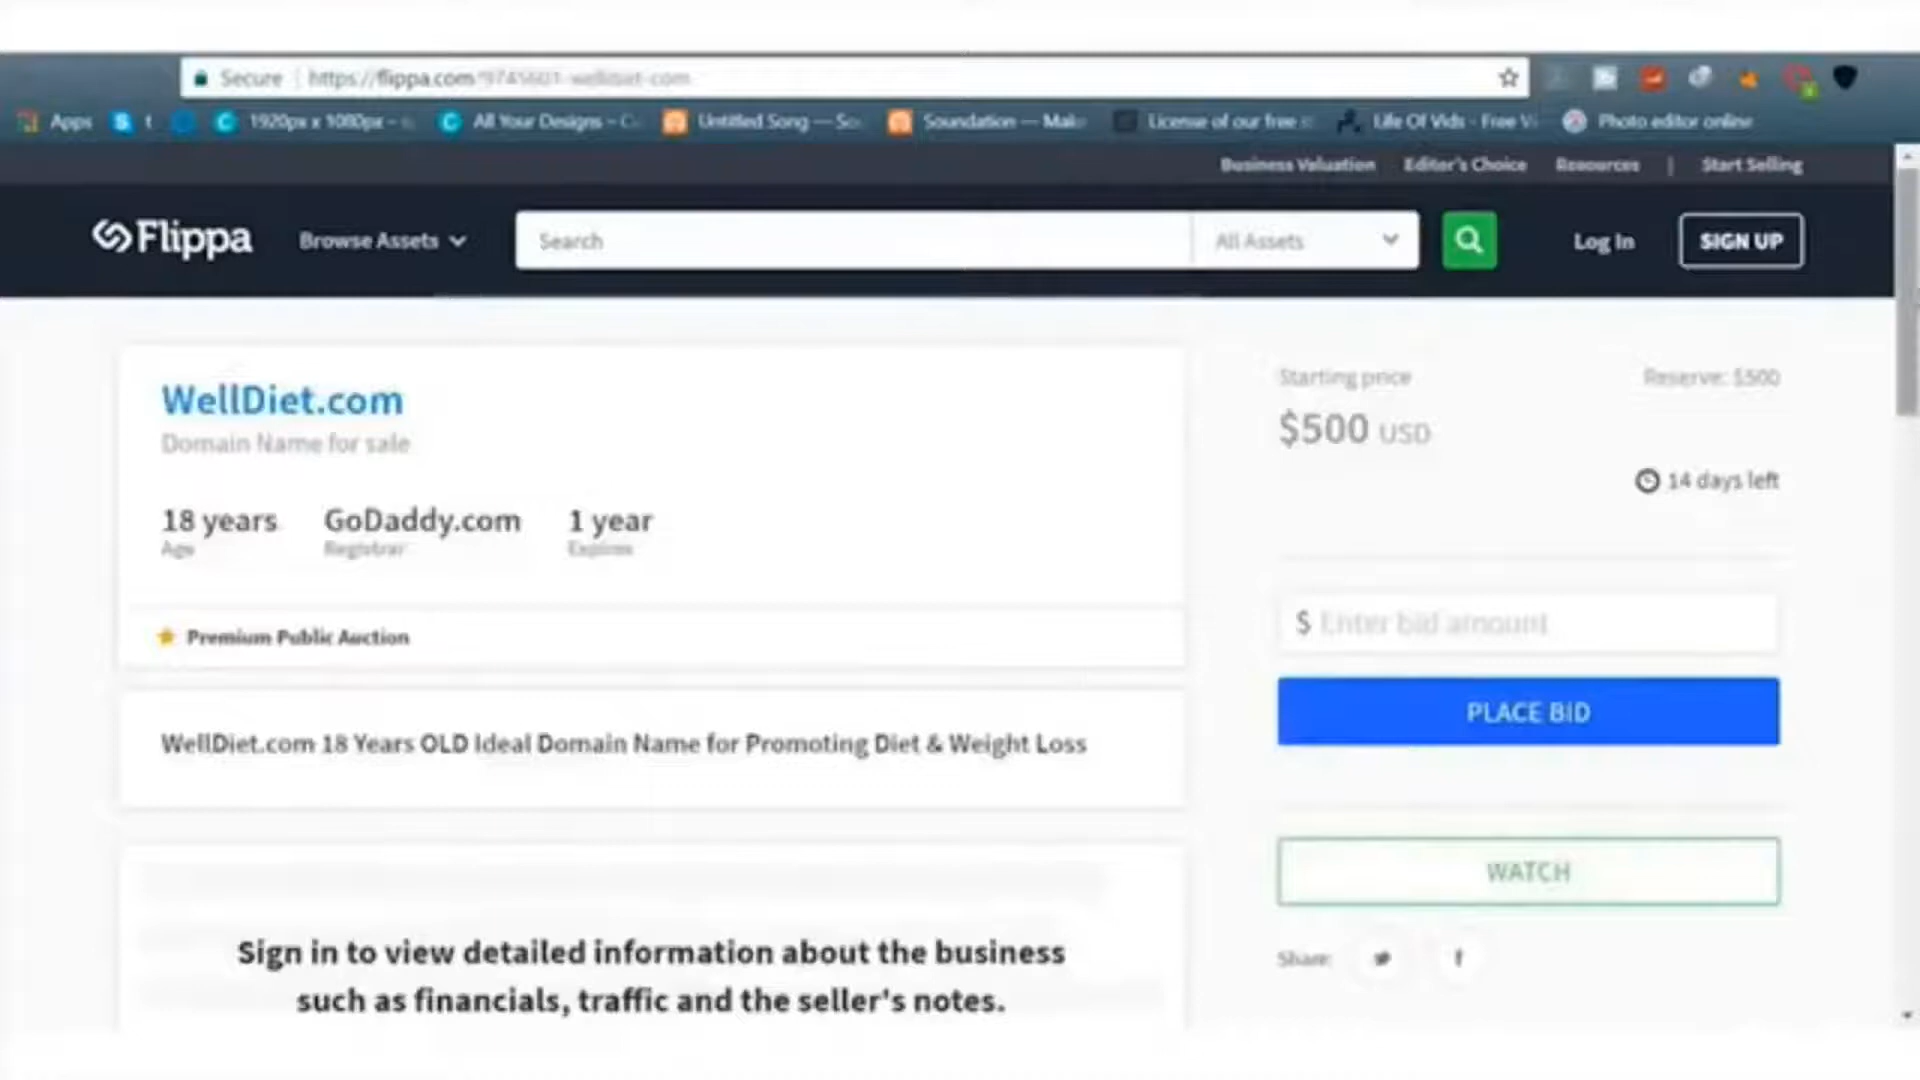 Secure https://flippa.com
Apps t 1920px x 1080px - All Your Designs - C Untitled Song — So Soundation — Mak License of our free Life Of Vids - Free Vi Photo editor online
Business Valuation Editor's Choice Resources | Start Selling
Flippa Browse Assets Search All Assets Log In SIGN UP
WellDiet.com
Domain Name for sale
18 years GoDaddy.com 1 year
Age Registrar Expires
Premium Public Auction
WellDiet.com 18 Years OLD Ideal Domain Name for Promoting Diet & Weight Loss
Sign in to view detailed information about the business
such as financials, traffic and the seller's notes.
Starting price Reserve: $500
$500 USD
14 days left
$ Enter bid amount
PLACE BID
WATCH
Share: